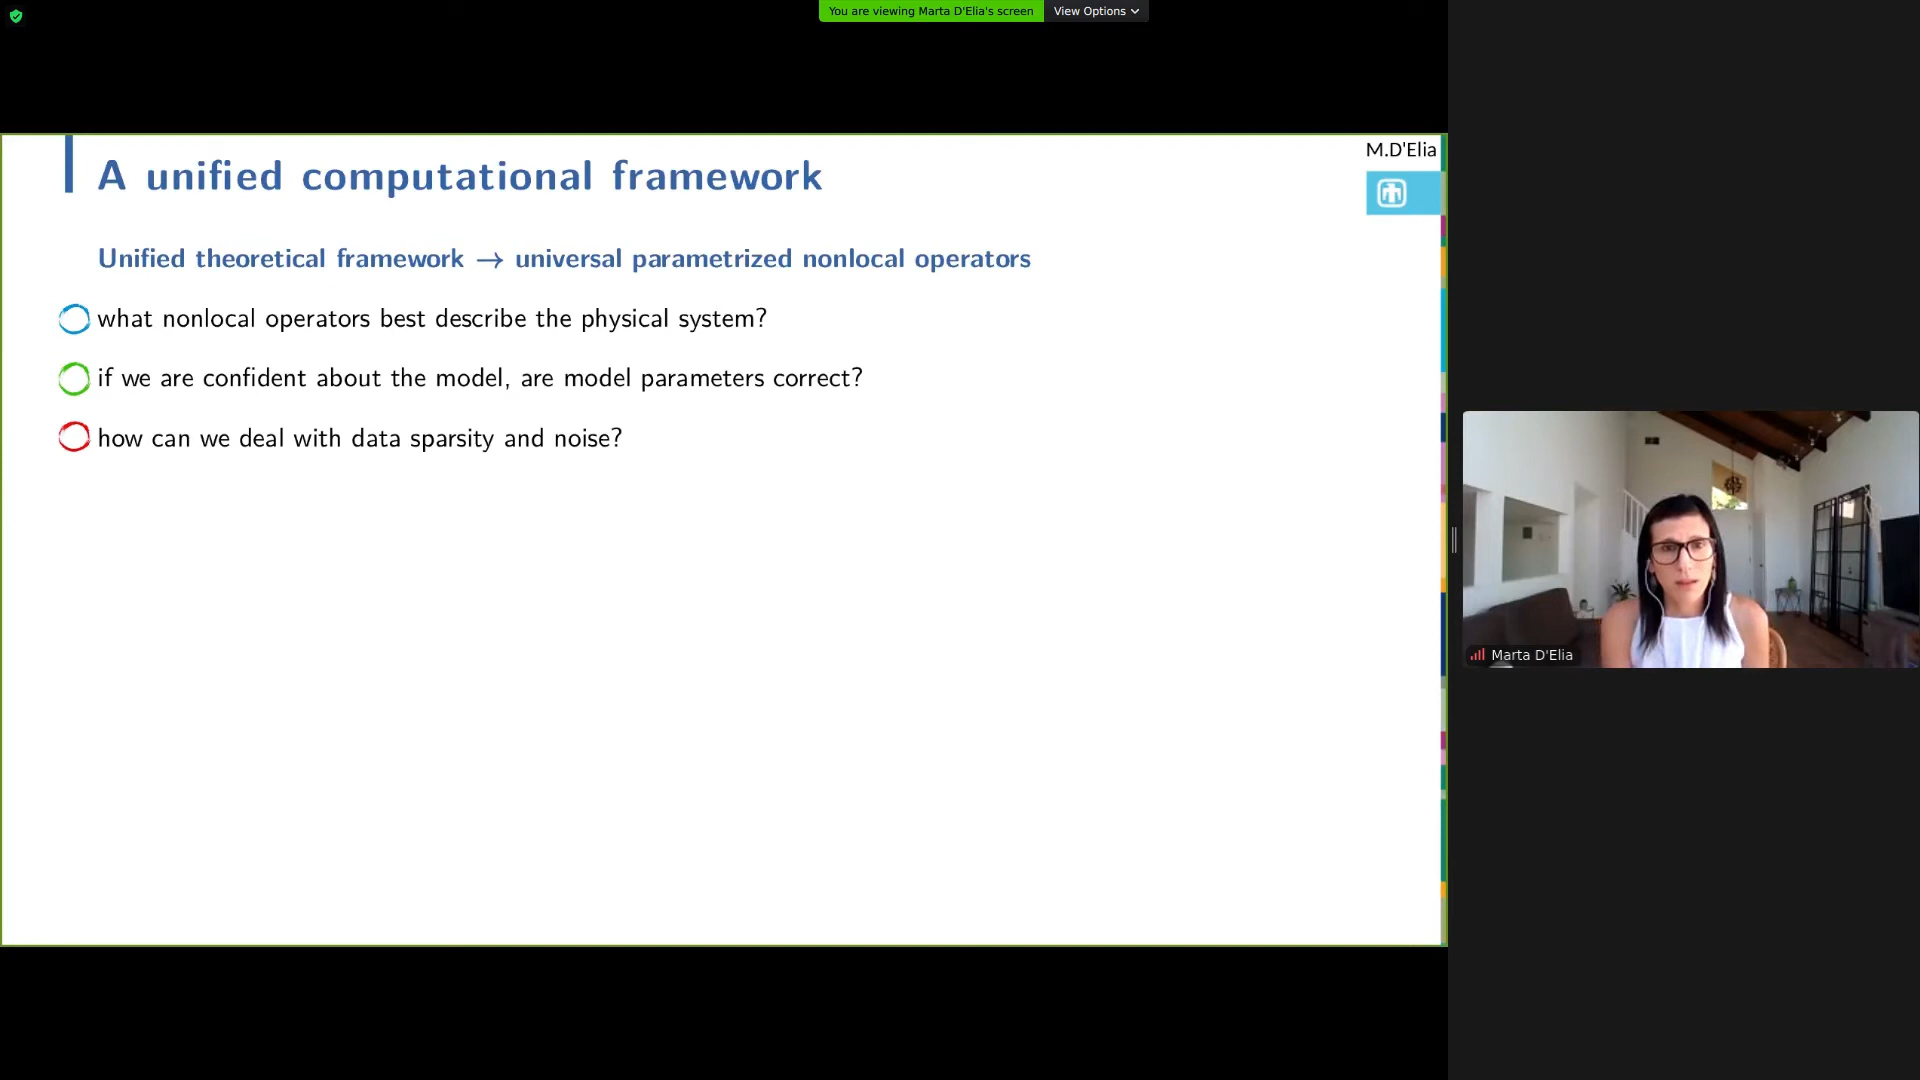 You are viewing Marta D'Elia's screen
View Options
M.D'Elia
A unified computational framework
Unified theoretical framework → universal parametrized nonlocal operators
what nonlocal operators best describe the physical system?
if we are confident about the model, are model parameters correct?
how can we deal with data sparsity and noise?
Marta D'Elia